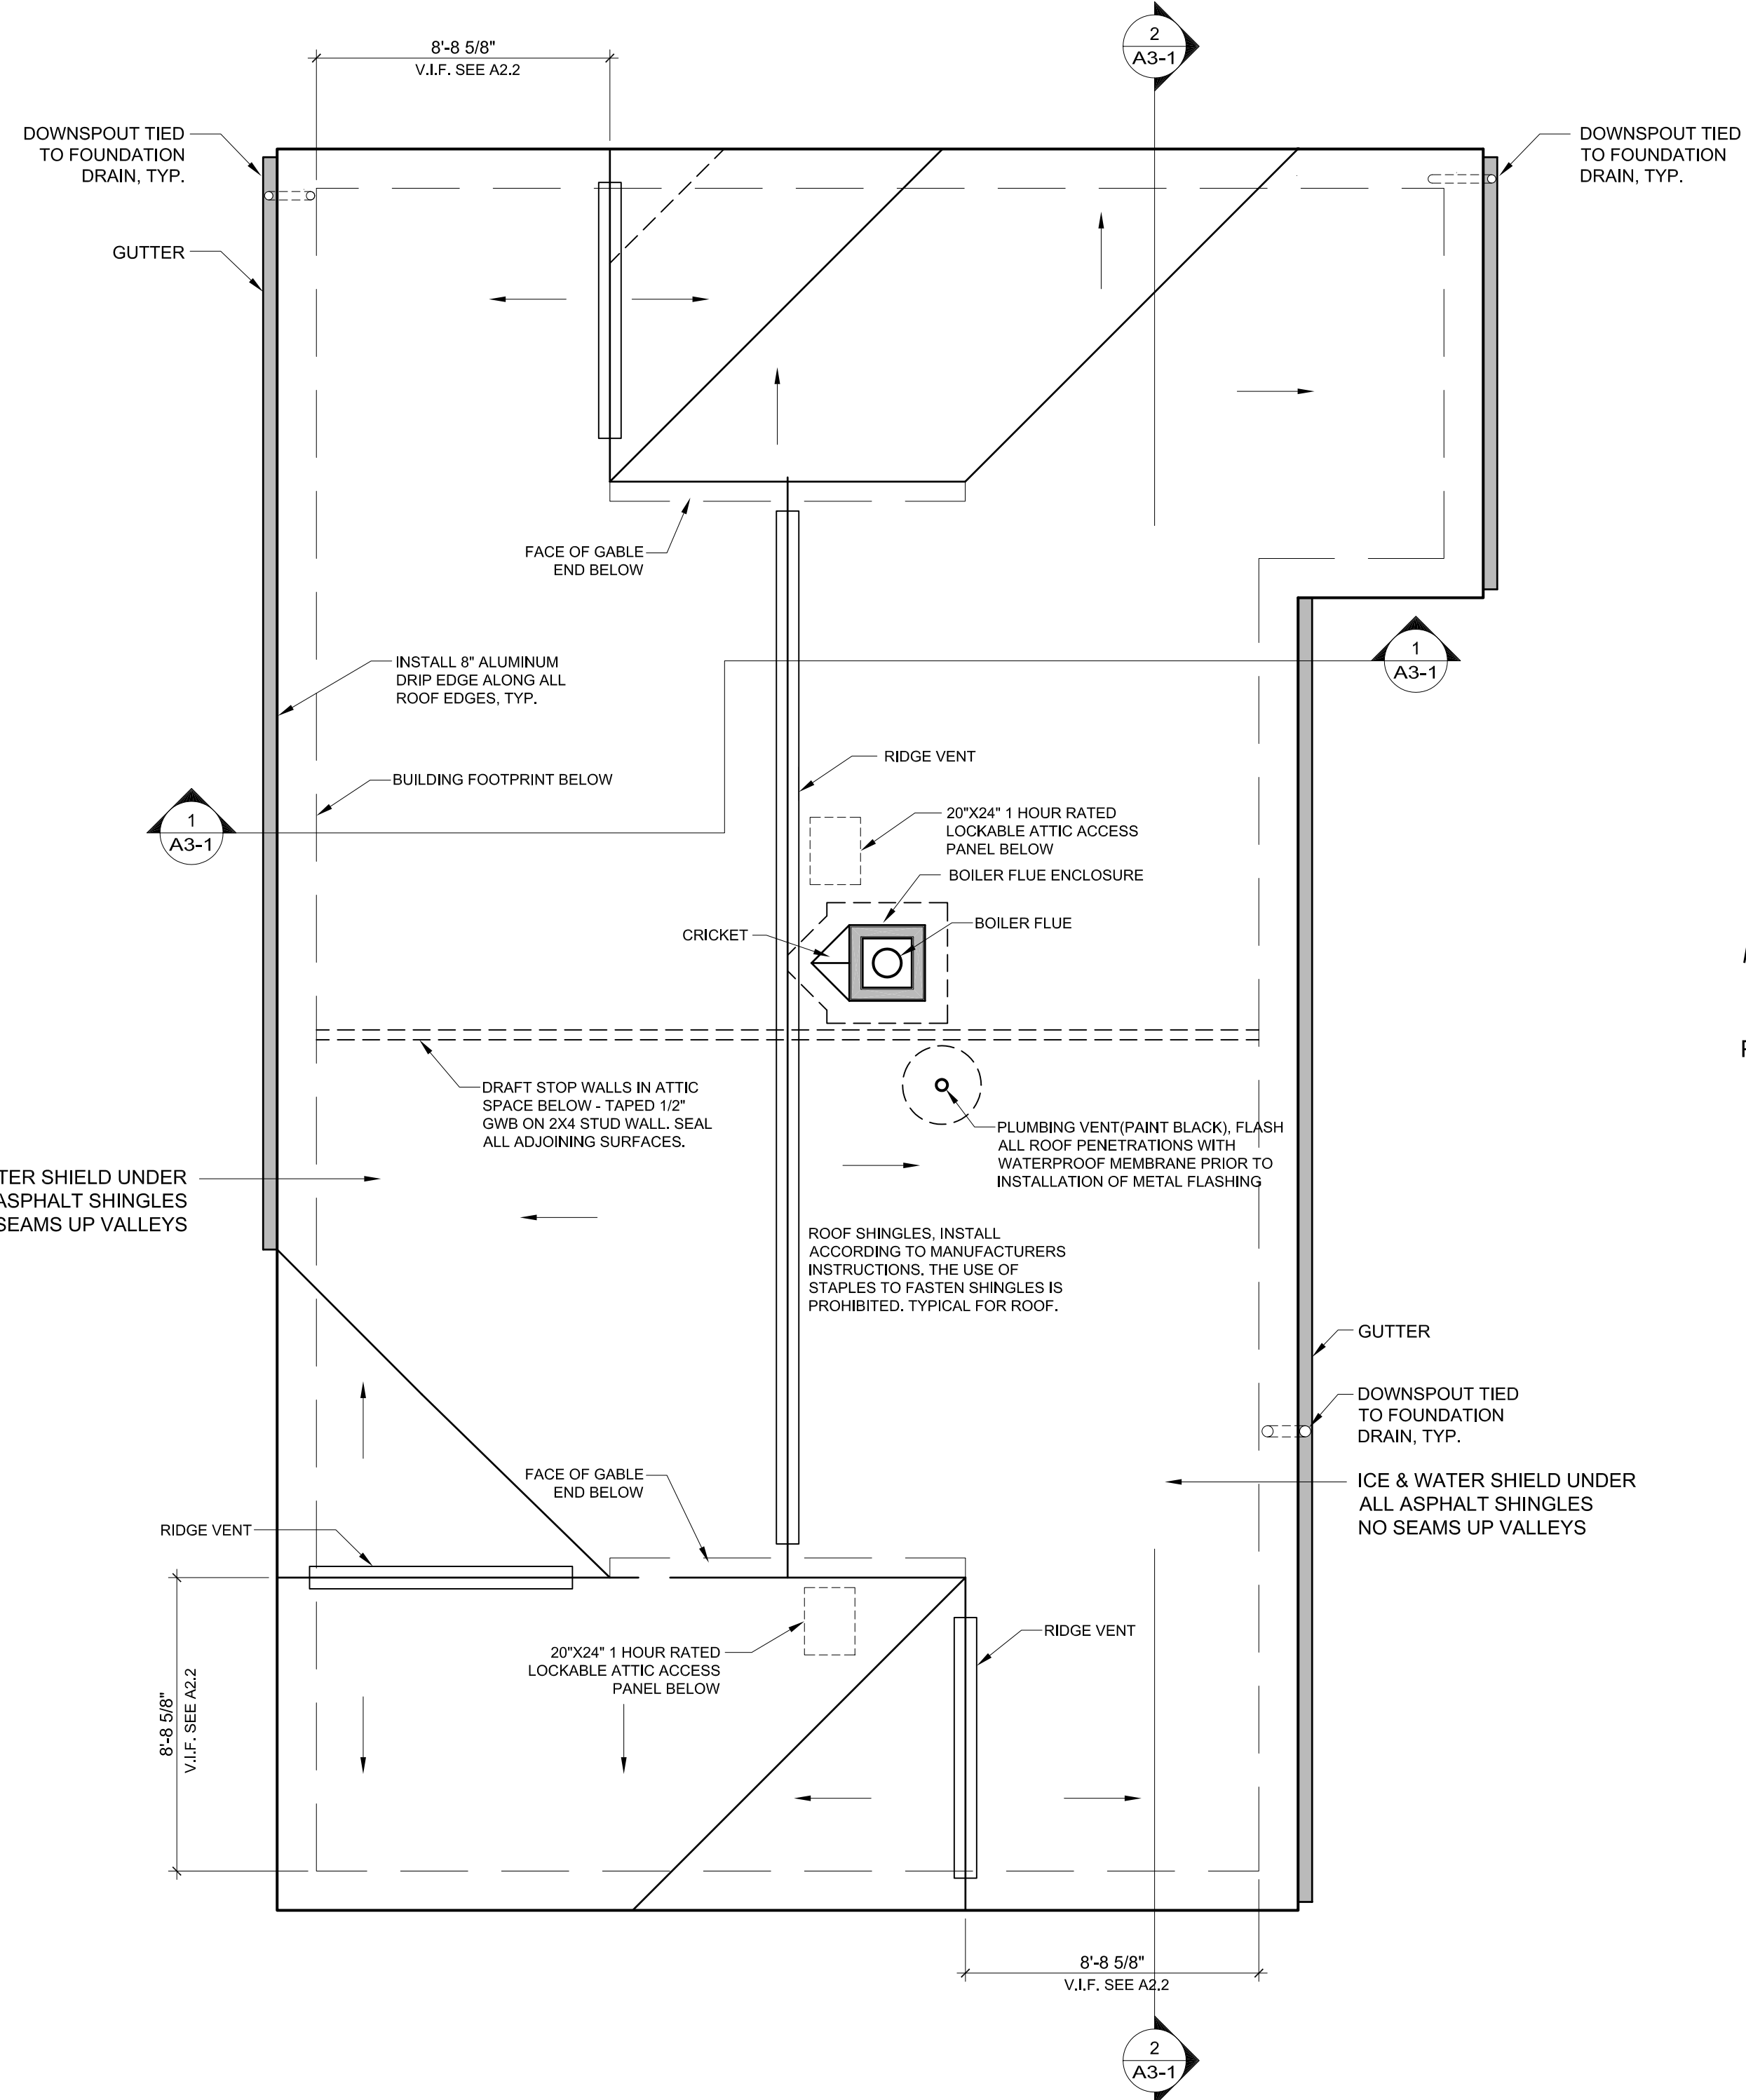 8'-8 5/8"
V.I.F. SEE A2.2
2
A3-1
DOWNSPOUT TIED
TO FOUNDATION
DRAIN, TYP.
DOWNSPOUT TIED
TO FOUNDATION
DRAIN, TYP.
GUTTER
FACE OF GABLE
END BELOW
INSTALL 8" ALUMINUM
DRIP EDGE ALONG ALL
ROOF EDGES, TYP.
1
A3-1
RIDGE VENT
BUILDING FOOTPRINT BELOW
1
A3-1
20"X24" 1 HOUR RATED
LOCKABLE ATTIC ACCESS
PANEL BELOW
BOILER FLUE ENCLOSURE
BOILER FLUE
CRICKET
DRAFT STOP WALLS IN ATTIC
SPACE BELOW - TAPED 1/2"
GWB ON 2X4 STUD WALL. SEAL
ALL ADJOINING SURFACES.
PLUMBING VENT(PAINT BLACK), FLASH
ALL ROOF PENETRATIONS WITH
WATERPROOF MEMBRANE PRIOR TO
INSTALLATION OF METAL FLASHING
TER SHIELD UNDER
ASPHALT SHINGLES
SEAMS UP VALLEYS
ROOF SHINGLES, INSTALL
ACCORDING TO MANUFACTURERS
INSTRUCTIONS. THE USE OF
STAPLES TO FASTEN SHINGLES IS
PROHIBITED. TYPICAL FOR ROOF.
GUTTER
DOWNSPOUT TIED
TO FOUNDATION
DRAIN, TYP.
ICE & WATER SHIELD UNDER
ALL ASPHALT SHINGLES
NO SEAMS UP VALLEYS
FACE OF GABLE
END BELOW
RIDGE VENT
20"X24" 1 HOUR RATED
LOCKABLE ATTIC ACCESS
PANEL BELOW
RIDGE VENT
8'-8 5/8"
V.I.F. SEE A2.2
8'-8 5/8"
V.I.F. SEE A2.2
2
A3-1